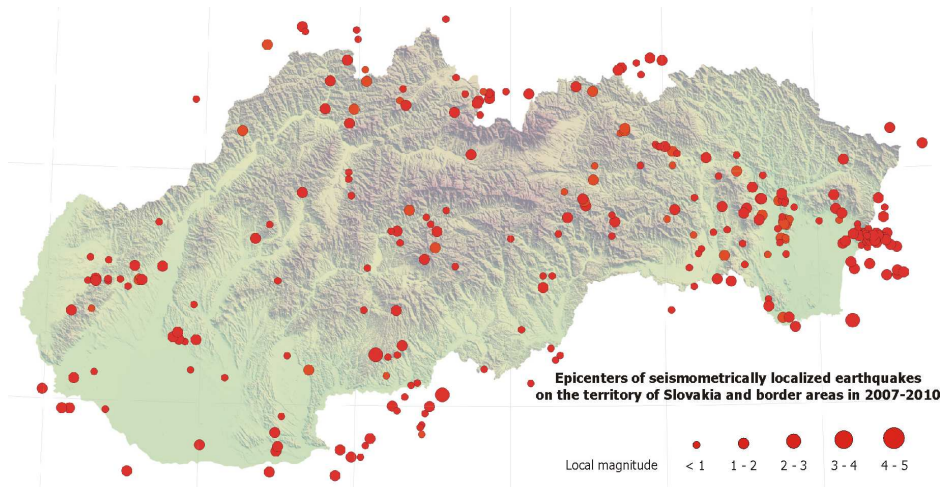 Epicenters of seismometrically localized earthquakes
on the territory of Slovakia and border areas in 2007-2010
Local magnitude < 1 1 - 2 2 - 3 3 - 4 4 - 5